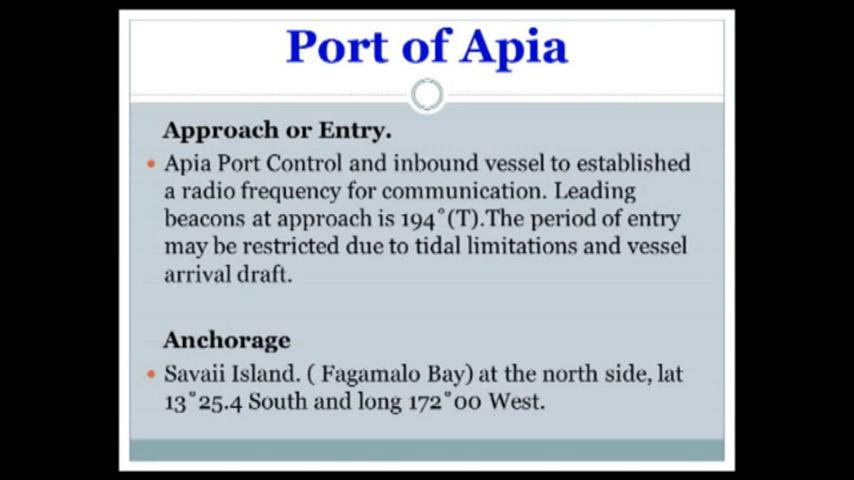 Port of Apia
Approach or Entry.
• Apia Port Control and inbound vessel to established
a radio frequency for communication. Leading
beacons at approach is 194°(T).The period of entry
may be restricted due to tidal limitations and vessel
arrival draft.
Anchorage
• Savaii Island. ( Fagamalo Bay) at the north side, lat
13°25.4 South and long 172°00 West.